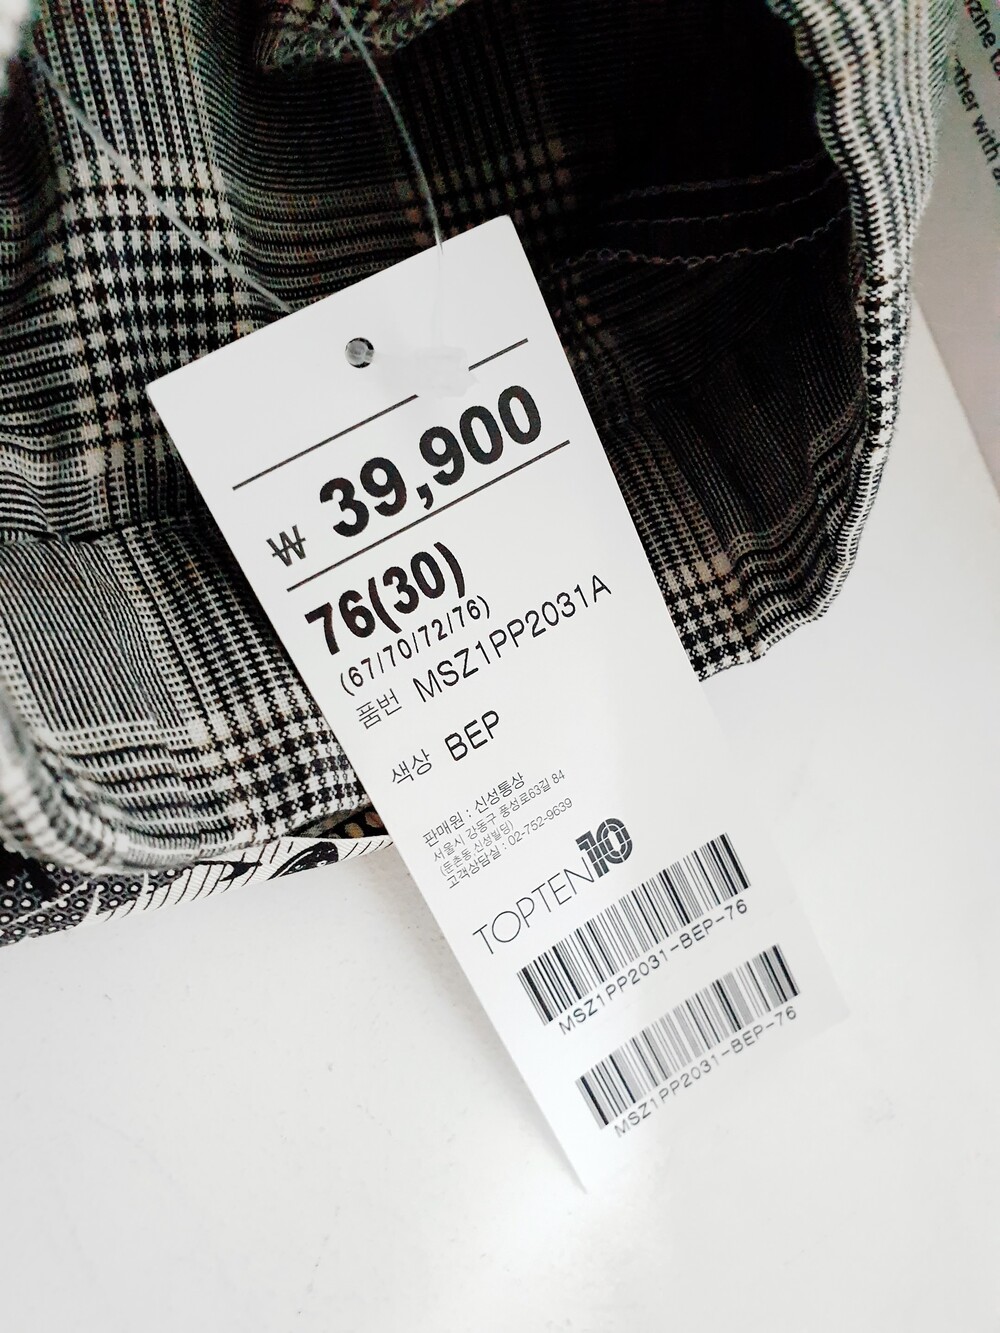 ₩ 39,900
76(30)
(67/70/72/76)
품번 MSZ1PP2031A
색상 BEP
판매원 : 신성통상
서울시 강동구 풍성로63길 84
(둔촌동,신성빌딩)
고객상담실 : 02-752-9639
TOPTEN10
MSZ1PP2031-BEP-76
MSZ1PP2031-BEP-76
ther with